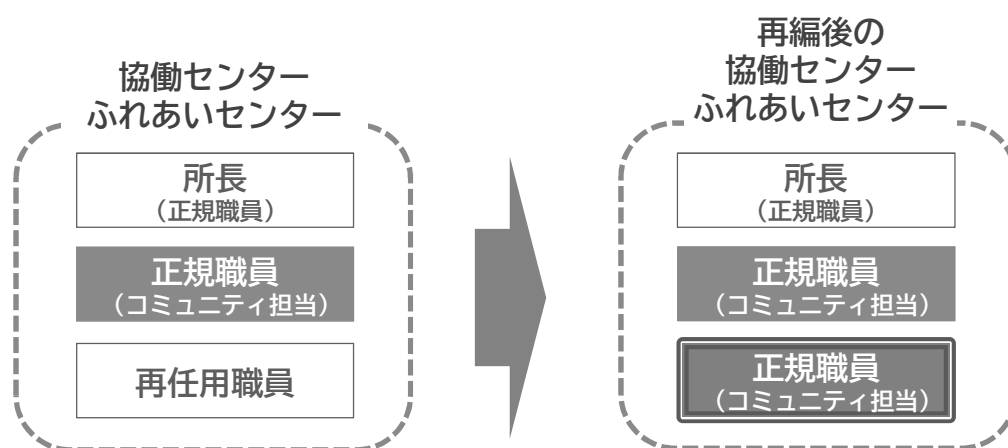 協働センター
ふれあいセンター
所長
（正規職員）
正規職員
（コミュニティ担当）
再任用職員
再編後の
協働センター
ふれあいセンター
所長
（正規職員）
正規職員
（コミュニティ担当）
正規職員
（コミュニティ担当）